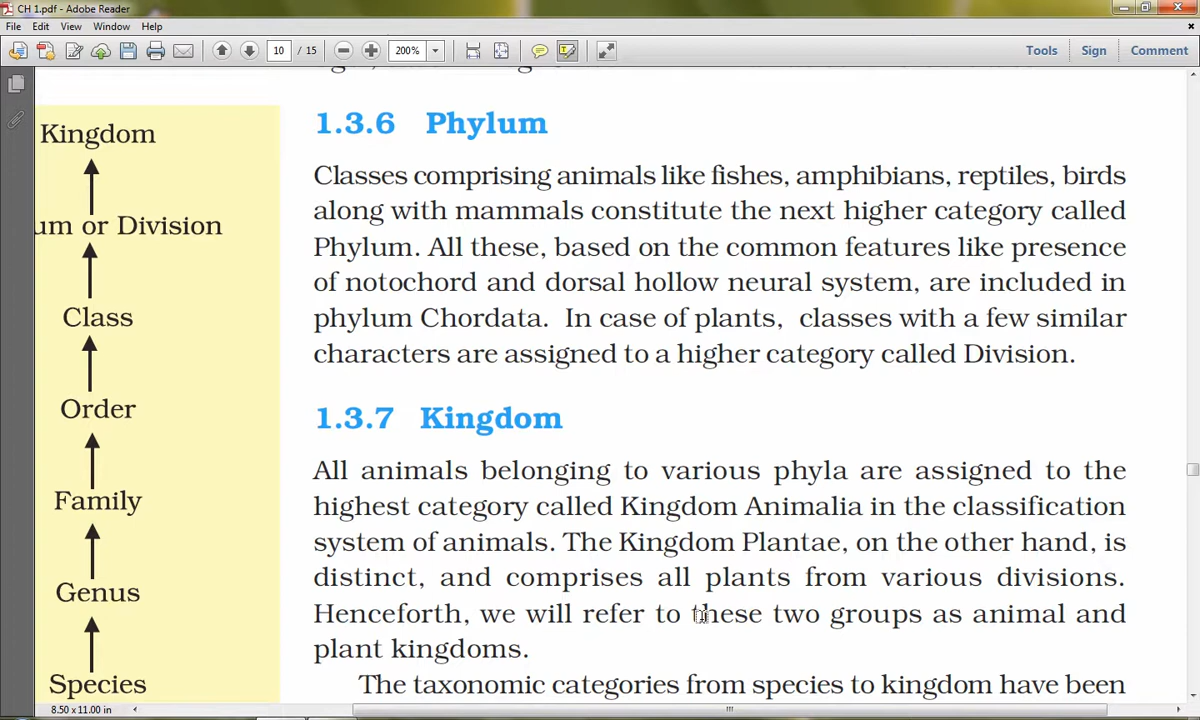 CH 1.pdf - Adobe Reader
File Edit View Window Help
10 / 15 200% Tools Sign Comment
Kingdom
um or Division
Class
Order
Family
Genus
Species
1.3.6 Phylum
Classes comprising animals like fishes, amphibians, reptiles, birds
along with mammals constitute the next higher category called
Phylum. All these, based on the common features like presence
of notochord and dorsal hollow neural system, are included in
phylum Chordata. In case of plants, classes with a few similar
characters are assigned to a higher category called Division.
1.3.7 Kingdom
All animals belonging to various phyla are assigned to the
highest category called Kingdom Animalia in the classification
system of animals. The Kingdom Plantae, on the other hand, is
distinct, and comprises all plants from various divisions.
Henceforth, we will refer to these two groups as animal and
plant kingdoms.
The taxonomic categories from species to kingdom have been
8.50 x 11.00 in